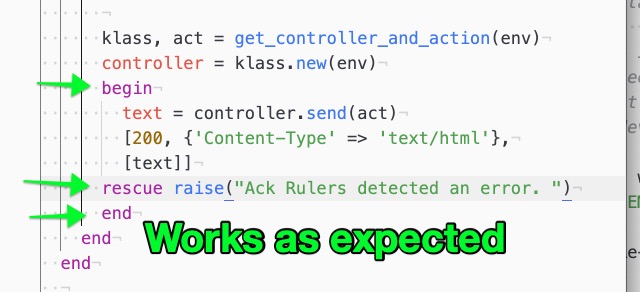 klass, act = get_controller_and_action(env)
controller = klass.new(env)
begin
text = controller.send(act)
[200, {'Content-Type' => 'text/html'},
[text]]
rescue raise("Ack Rulers detected an error. ")
end
end
Works as expected
end